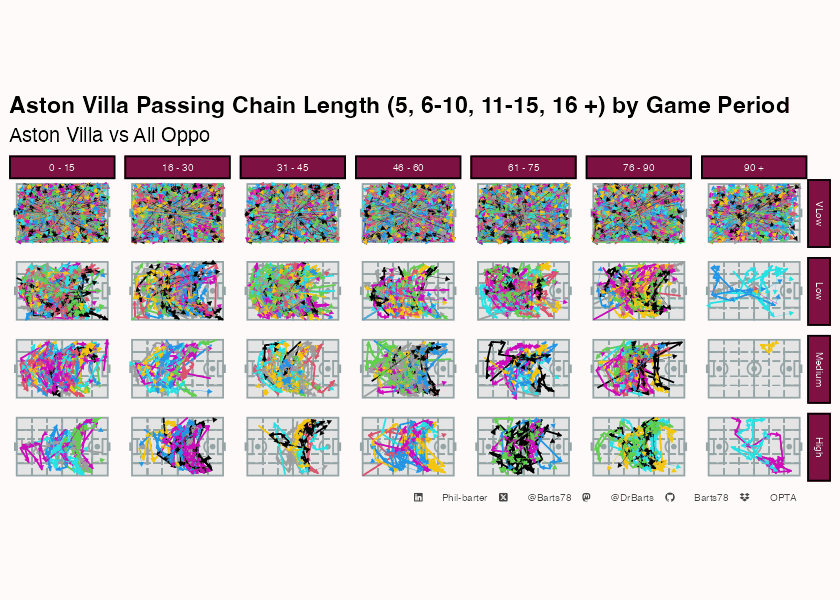 Aston Villa Passing Chain Length (5, 6-10, 11-15, 16 +) by Game Period
Aston Villa vs All Oppo
0 - 15 16 - 30 31 - 45 46 - 60 61 - 75 76 - 90 90 +
VLow
Low
Medium
High
Phil-barter @Barts78 @DrBarts Barts78 OPTA